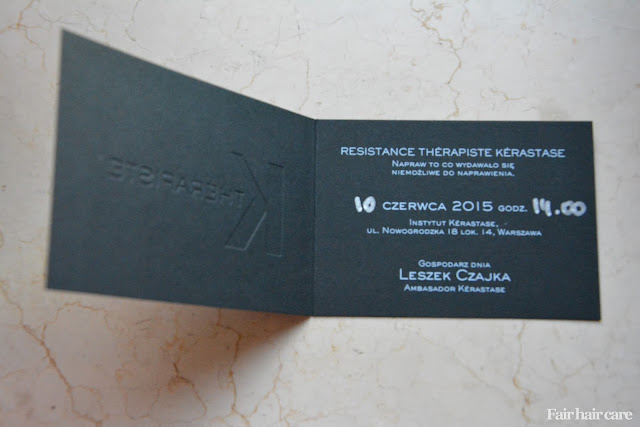 THERAPISTE
K
RESISTANCE THÉRAPISTE KÉRASTASE
NAPRAW TO CO WYDAWAŁO SIĘ
NIEMOŻLIWE DO NAPRAWIENIA.
10 CZERWCA 2015 GODZ. 14.00
INSTYTUT KÉRASTASE,
UL. NOWOGRODZKA 18 LOK. 14, WARSZAWA
GOSPODARZ DNIA
LESZEK CZAJKA
AMBASADOR KÉRASTASE
Fair hair care